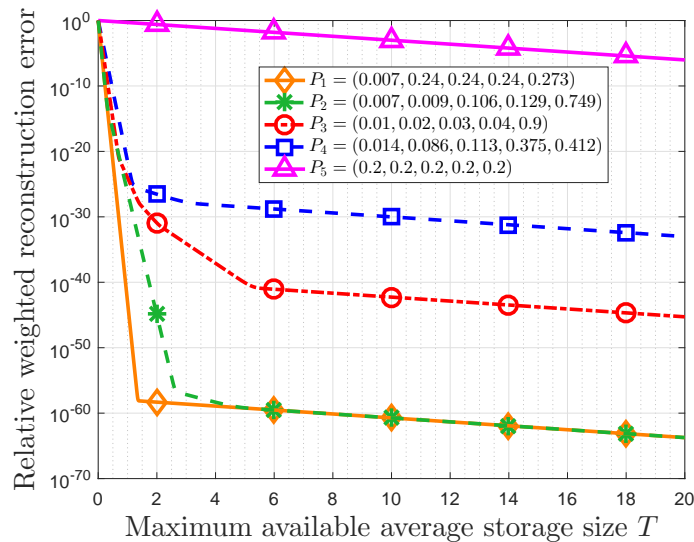 Relative weighted reconstruction error
10^0
10^-10
10^-20
10^-30
10^-40
10^-50
10^-60
10^-70
P_1 = (0.007, 0.24, 0.24, 0.24, 0.273)
P_2 = (0.007, 0.009, 0.106, 0.129, 0.749)
P_3 = (0.01, 0.02, 0.03, 0.04, 0.9)
P_4 = (0.014, 0.086, 0.113, 0.375, 0.412)
P_5 = (0.2, 0.2, 0.2, 0.2, 0.2)
0 2 4 6 8 10 12 14 16 18 20
Maximum available average storage size T